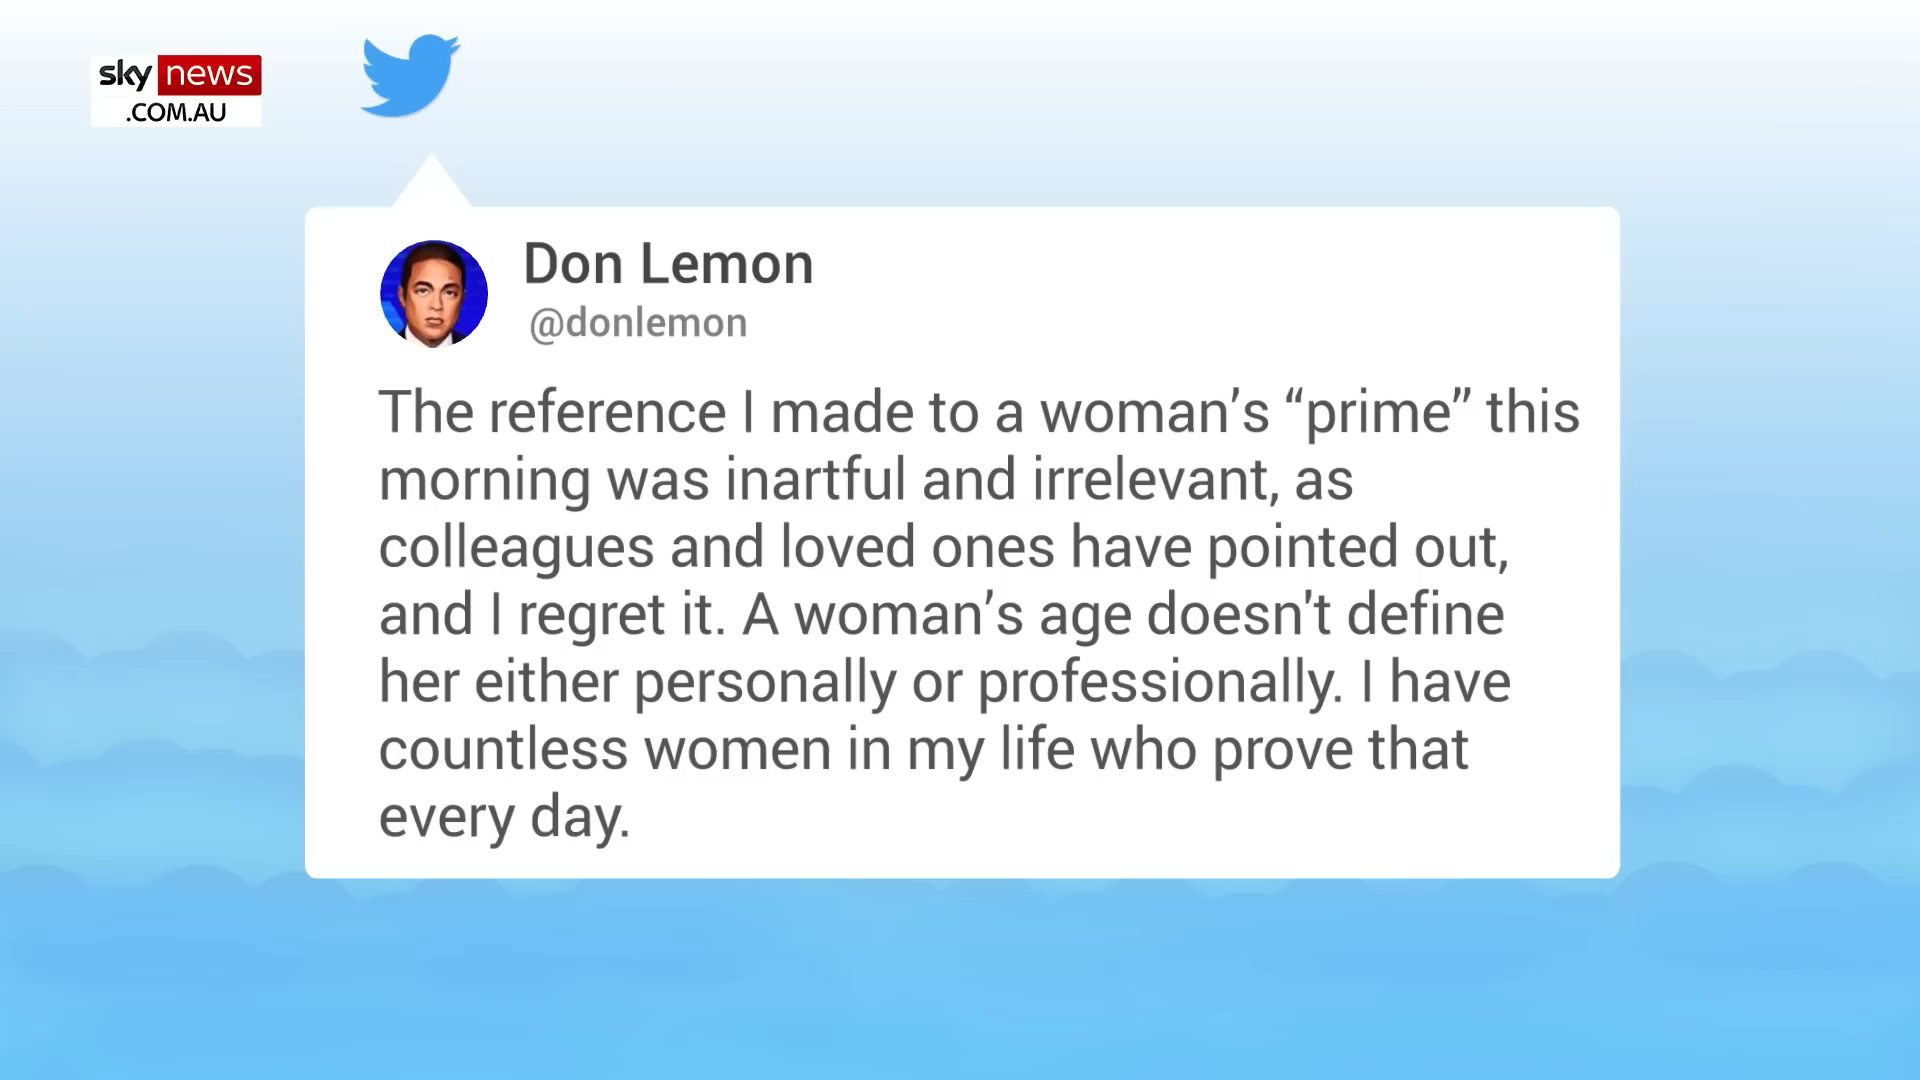 sky news
.COM.AU
Don Lemon
@donlemon
The reference I made to a woman’s “prime” this
morning was inartful and irrelevant, as
colleagues and loved ones have pointed out,
and I regret it. A woman’s age doesn't define
her either personally or professionally. I have
countless women in my life who prove that
every day.